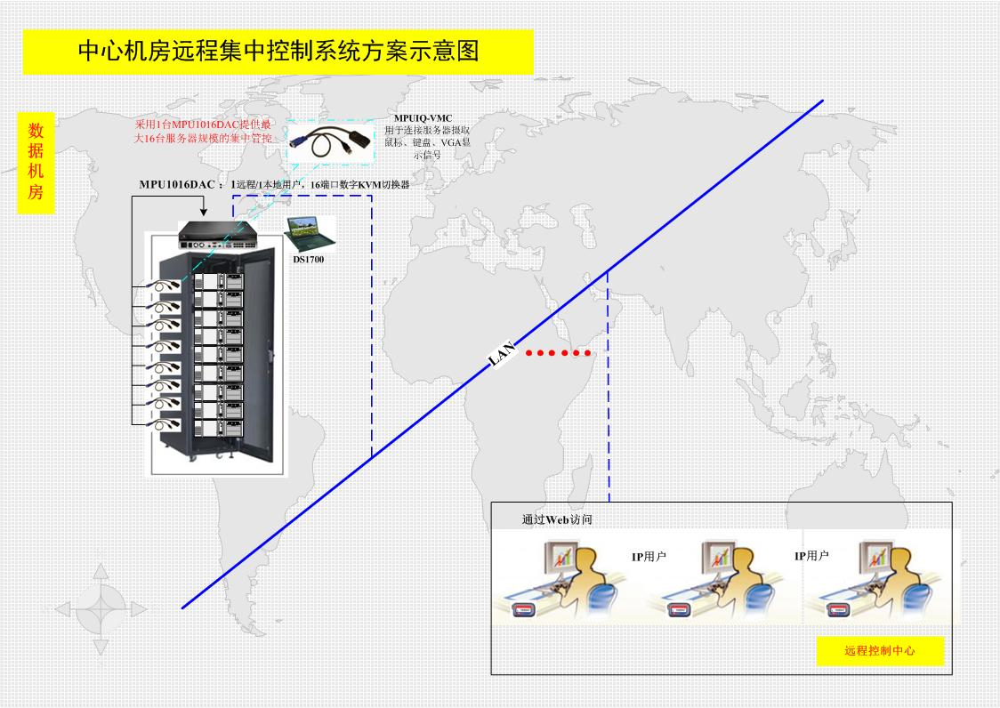 中心机房远程集中控制系统方案示意图
数
据
机
房
采用1台MPU1016DAC提供最
大16台服务器规模的集中管控
MPUIQ-VMC
用于连接服务器摄取
鼠标、键盘、VGA显
示信号
MPU1016DAC： 1远程/1本地用户，16端口数字KVM切换器
DS1700
LAN
通过Web访问
IP用户
IP用户
远程控制中心